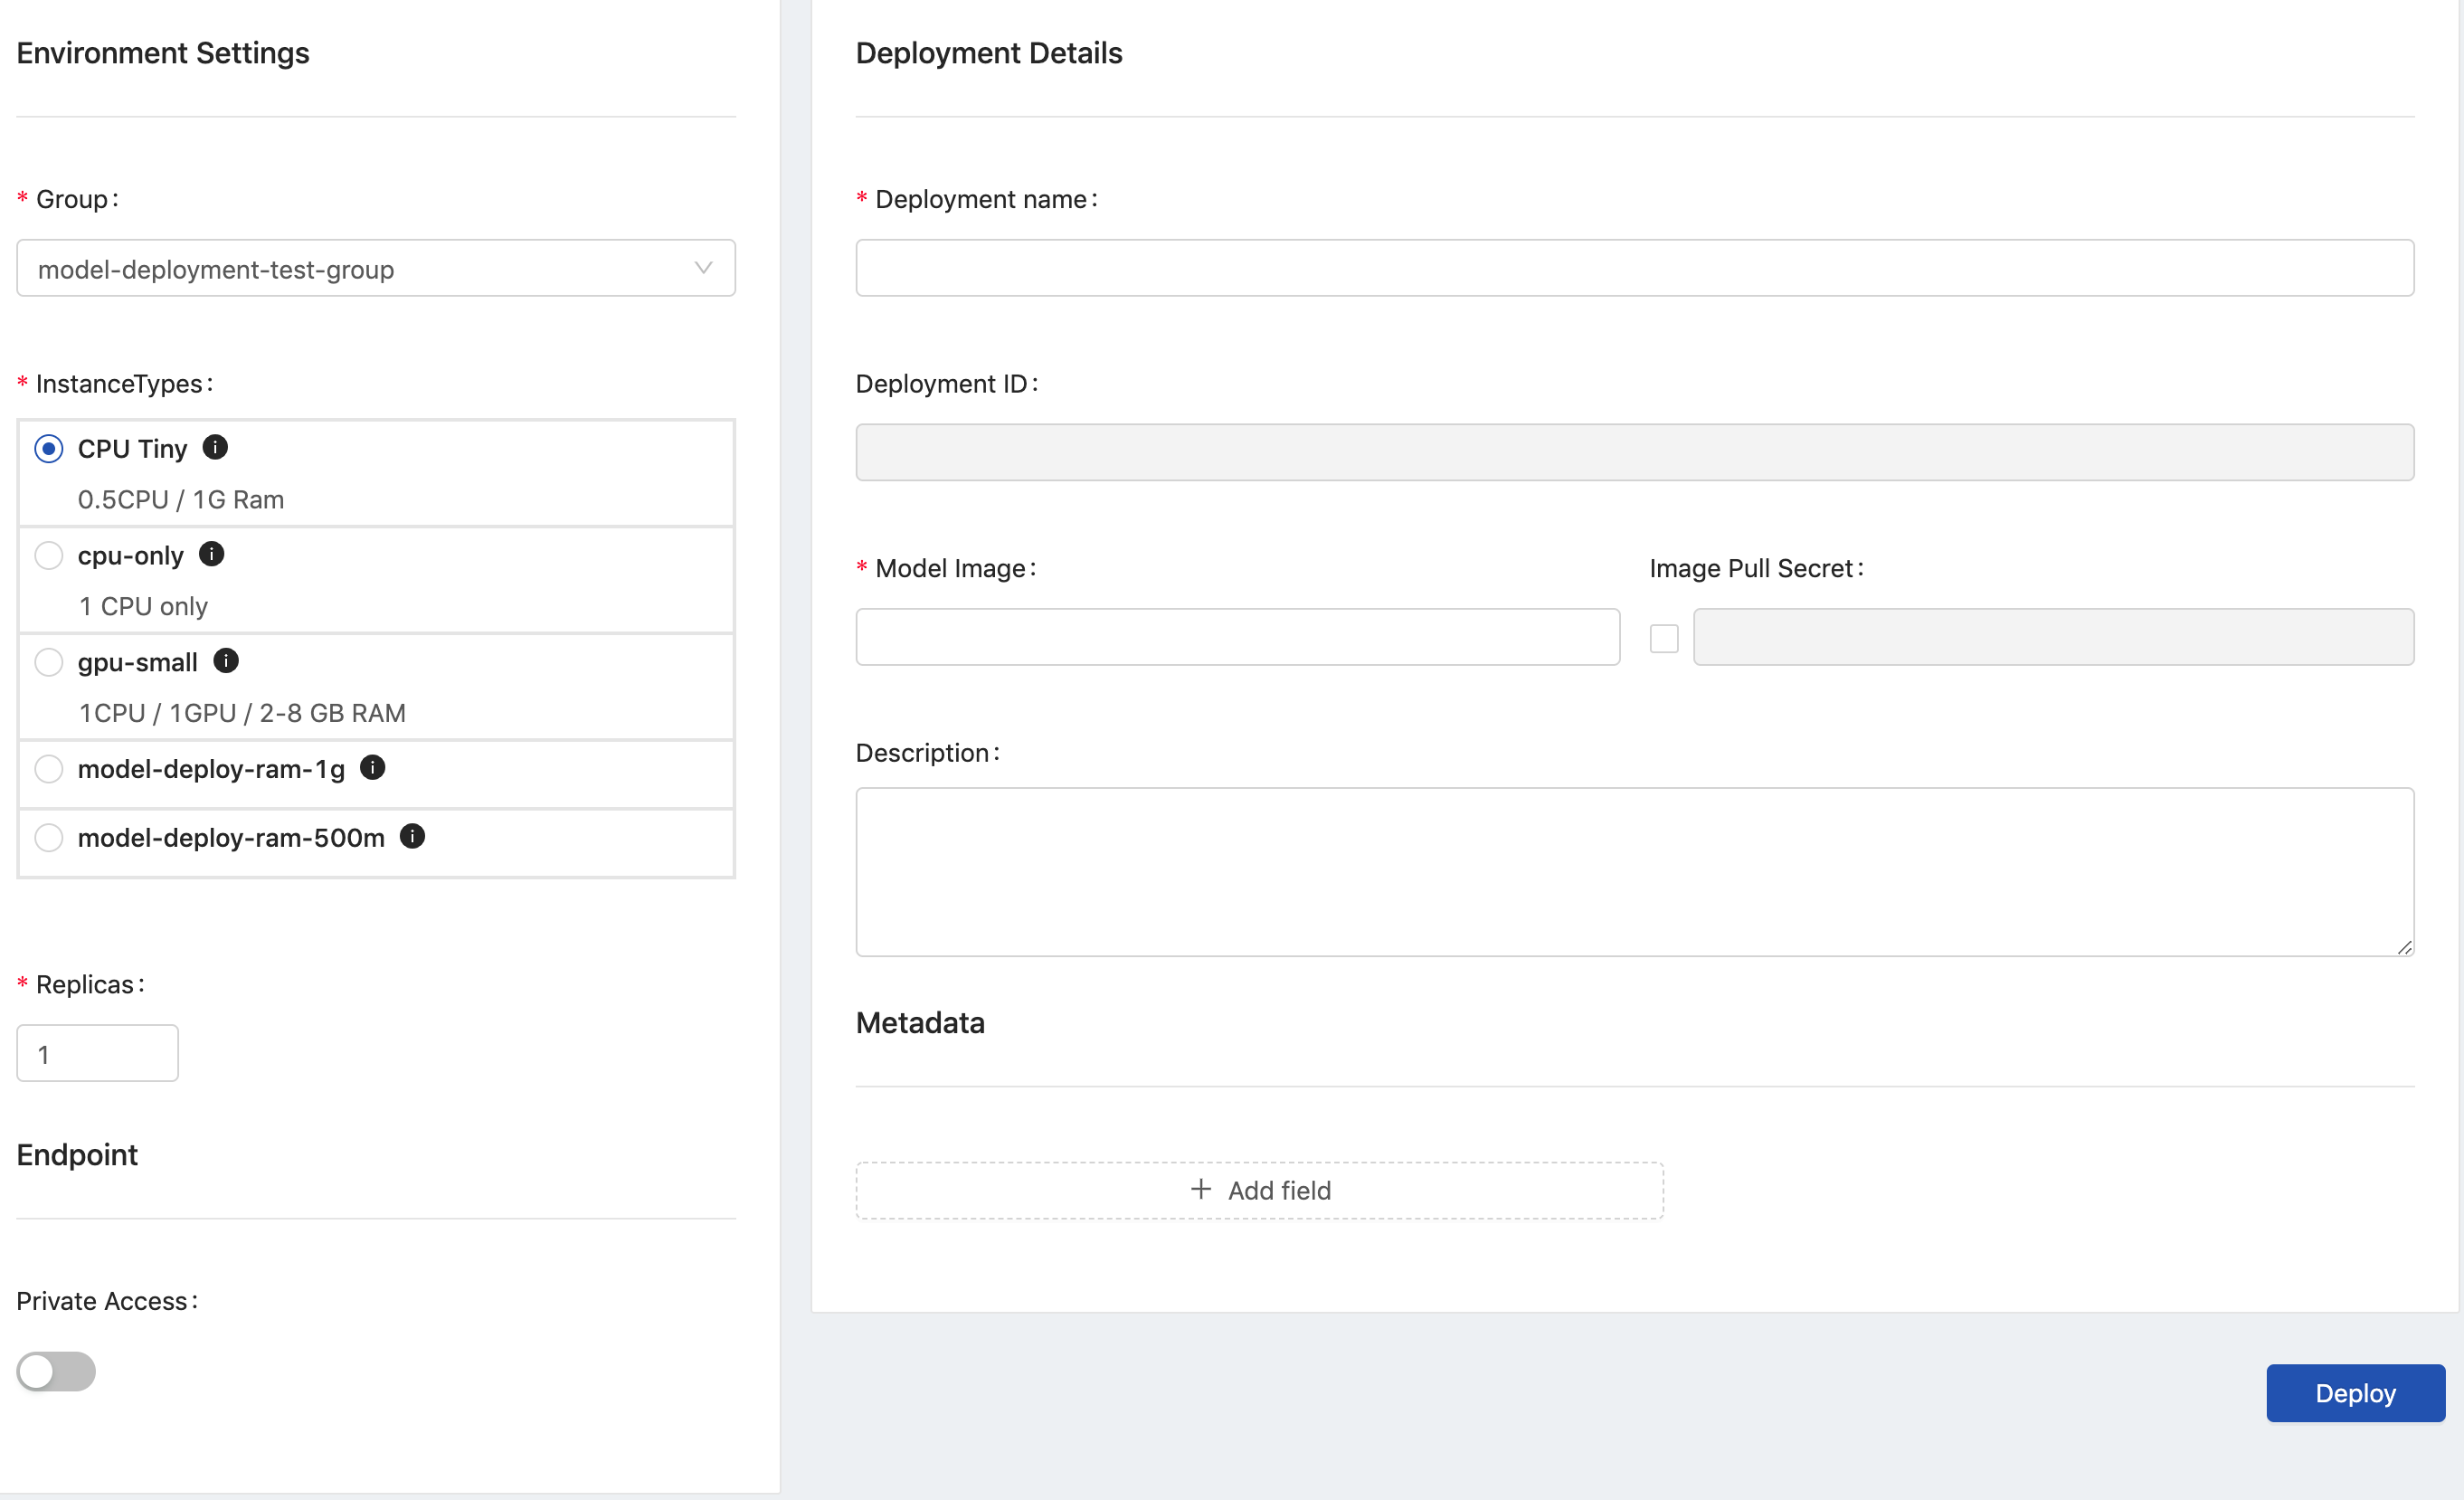 Environment Settings
* Group:
model-deployment-test-group
* InstanceTypes:
CPU Tiny
0.5CPU / 1G Ram
cpu-only
1 CPU only
gpu-small
1CPU / 1GPU / 2-8 GB RAM
model-deploy-ram-1g
model-deploy-ram-500m
* Replicas:
1
Endpoint
Private Access:
Deployment Details
* Deployment name:
Deployment ID:
* Model Image:
Image Pull Secret:
Description:
Metadata
+ Add field
Deploy